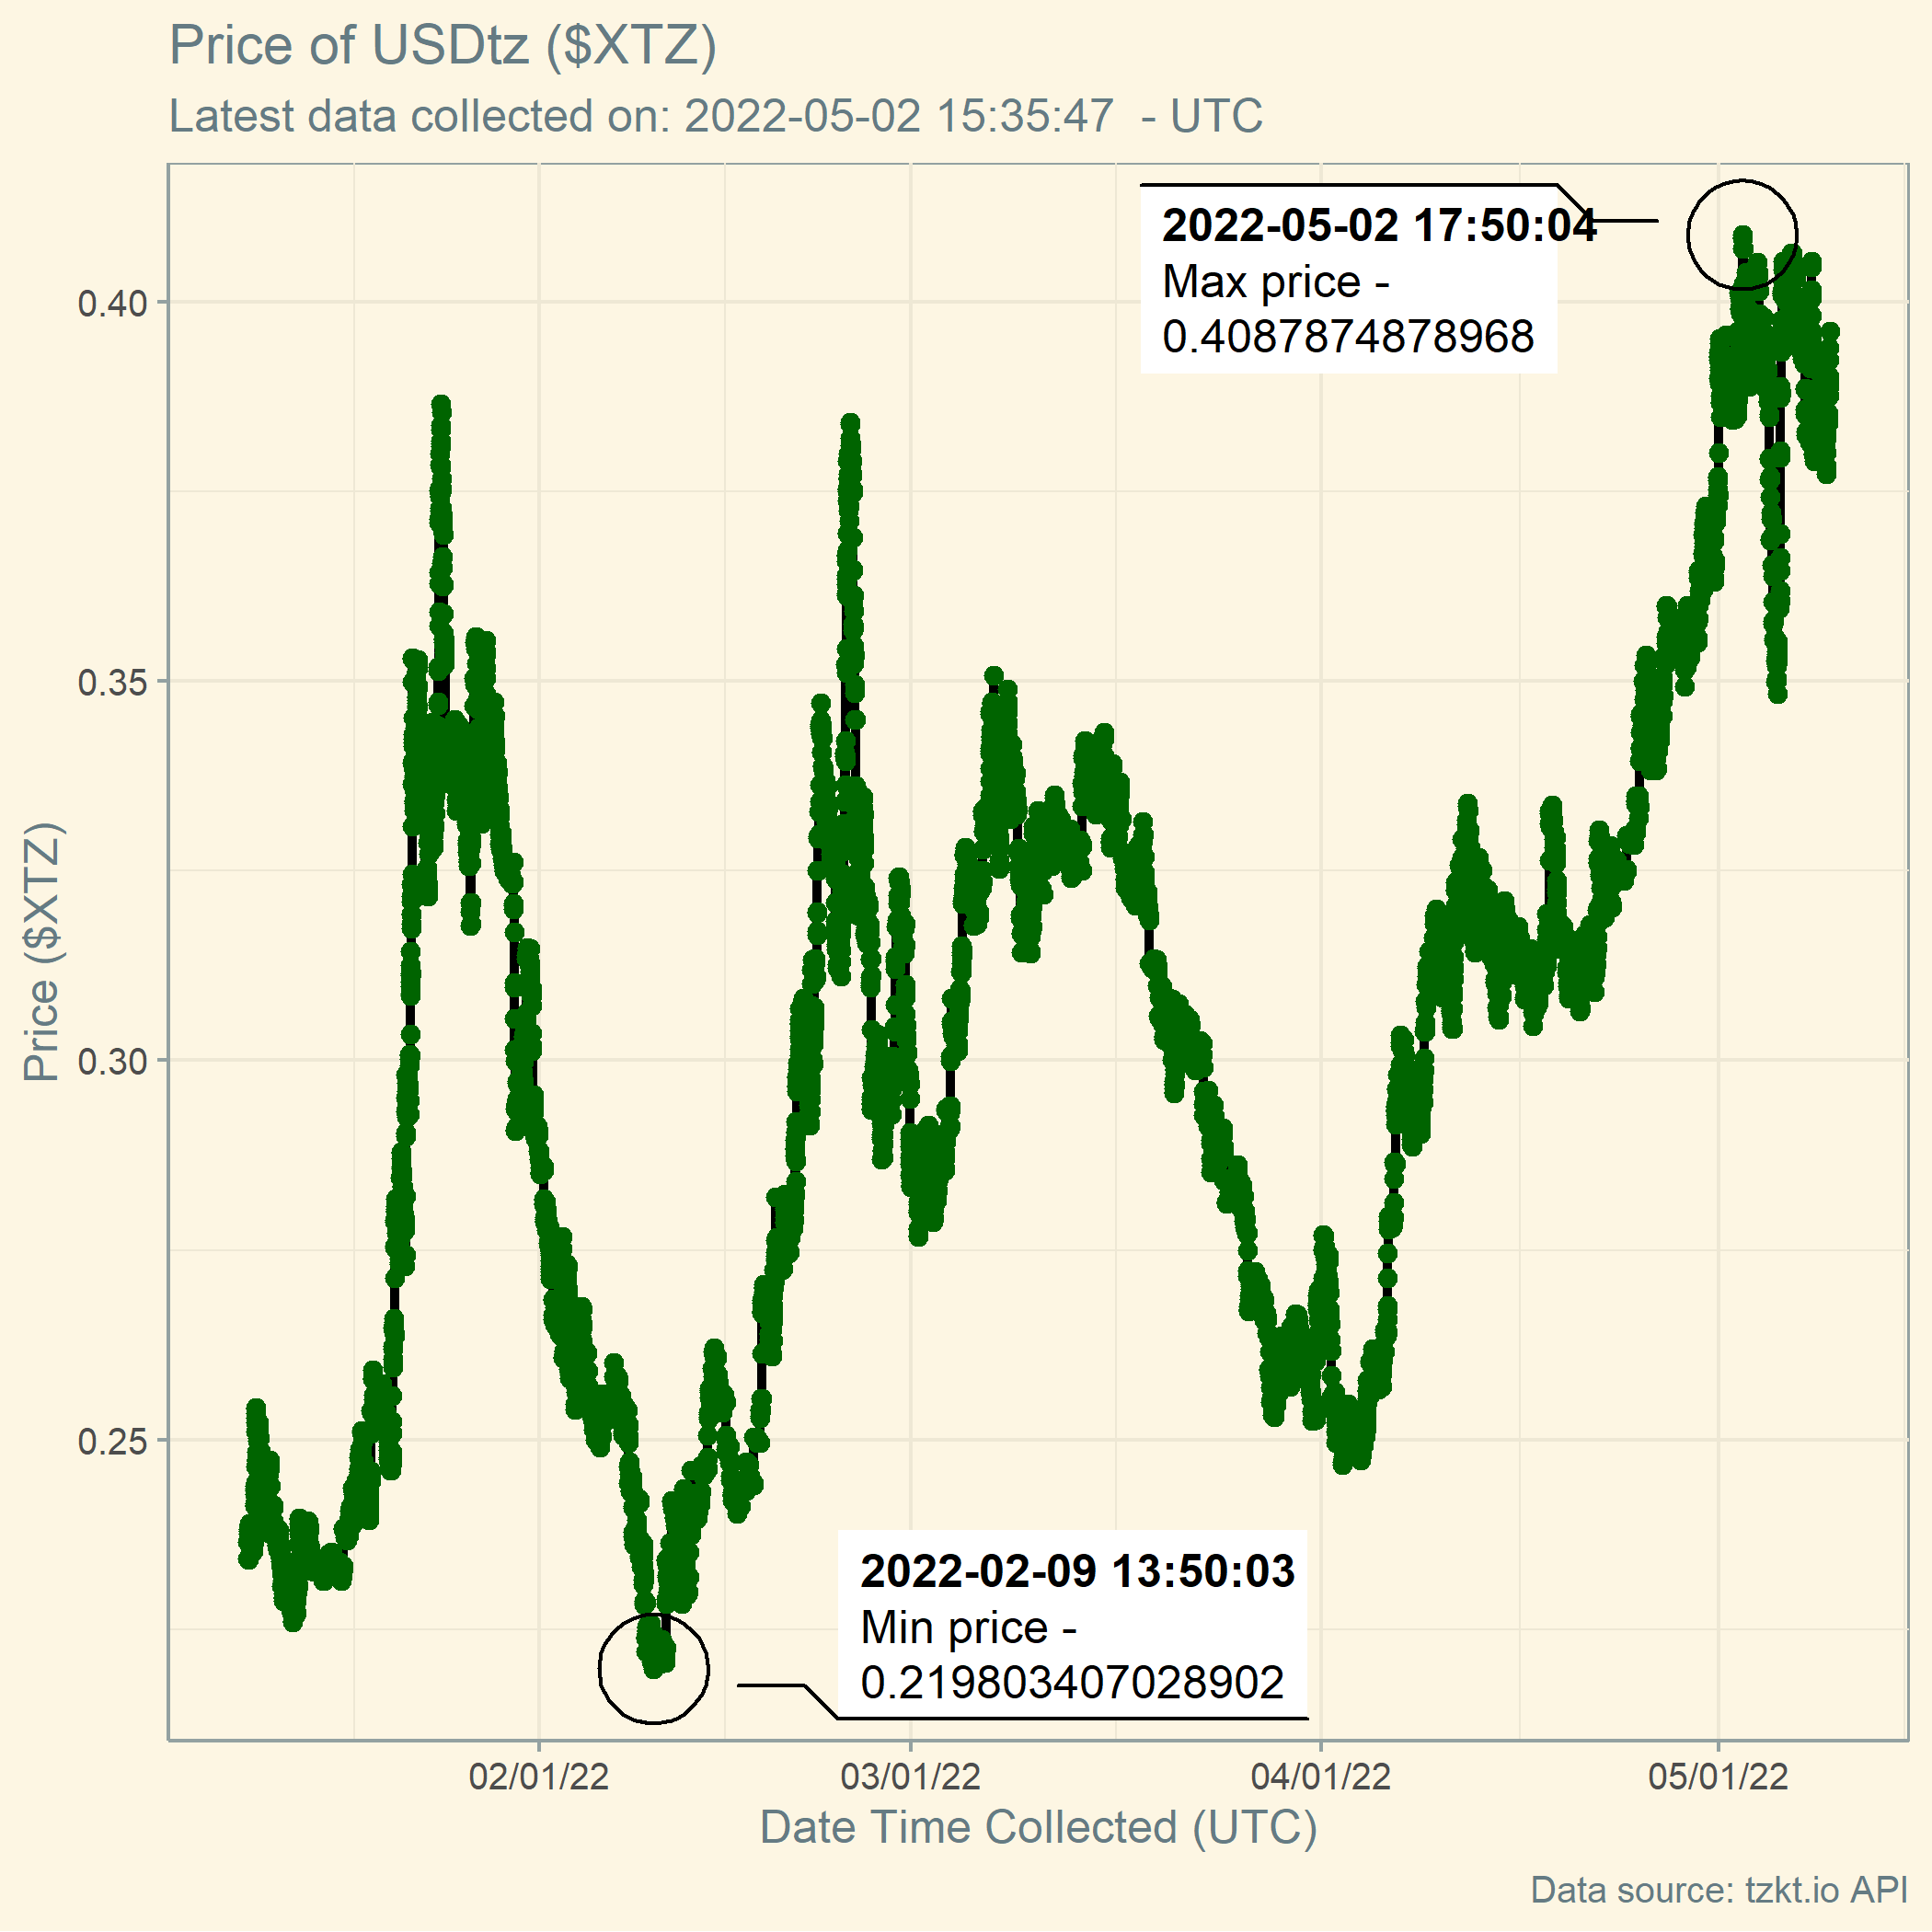 Price of USDtz ($XTZ)
Latest data collected on: 2022-05-02 15:35:47 - UTC
2022-05-02 17:50:04
Max price -
0.4087874878968
0.40
0.35
0.30
0.25
Price ($XTZ)
2022-02-09 13:50:03
Min price -
0.219803407028902
02/01/22
03/01/22
04/01/22
05/01/22
Date Time Collected (UTC)
Data source: tzkt.io API